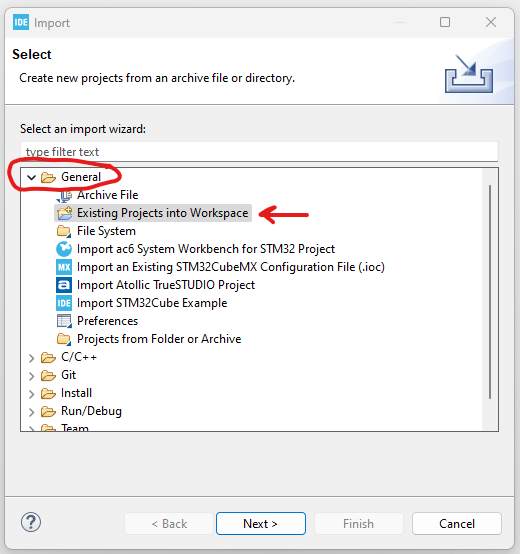 IDE Import
Select
Create new projects from an archive file or directory.
Select an import wizard:
type filter text
General
Archive File
Existing Projects into Workspace
File System
Import ac6 System Workbench for STM32 Project
MX Import an Existing STM32CubeMX Configuration File (.ioc)
a Import Atollic TrueSTUDIO Project
IDE Import STM32Cube Example
Preferences
Projects from Folder or Archive
C/C++
Git
Install
Run/Debug
Team
?
< Back Next > Finish Cancel